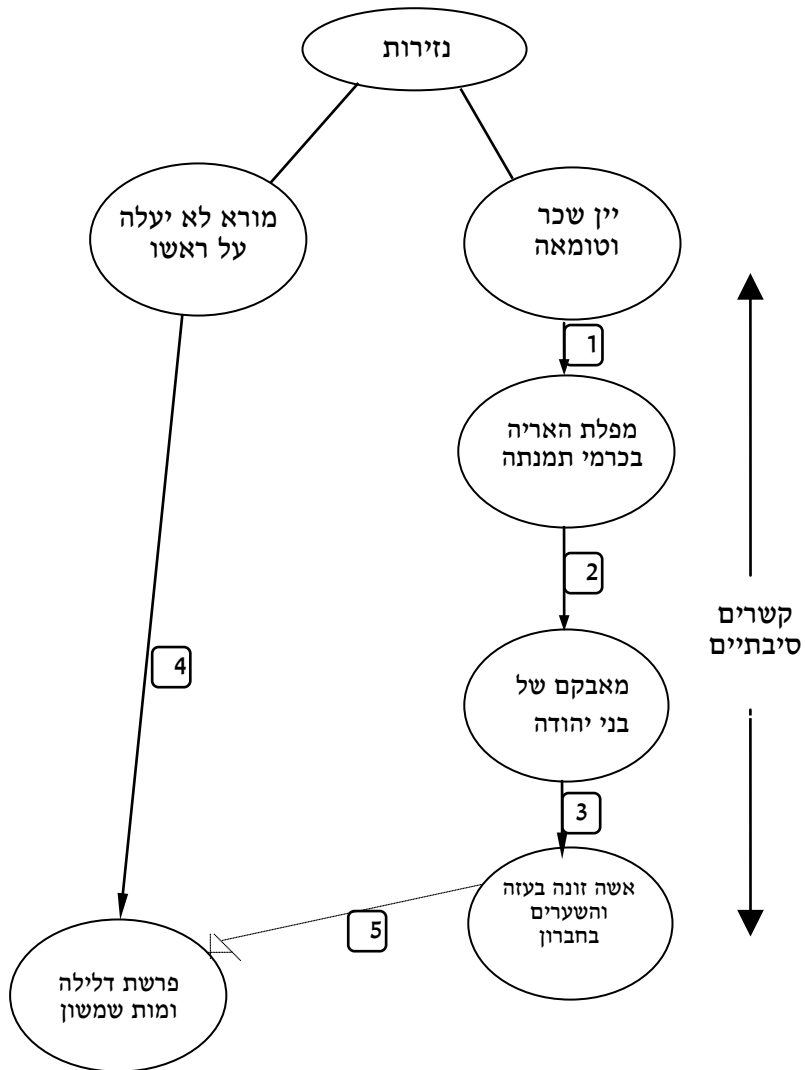 נזירות
יין שכר
וטומאה
מורא לא יעלה
על ראשו
1
מפלת האריה
בכרמי תמנתה
2
קשרים
סיבתיים
מאבקם של
בני יהודה
4
3
אשה זונה בעזה
והשערים
בחברון
5
פרשת דלילה
ומות שמשון